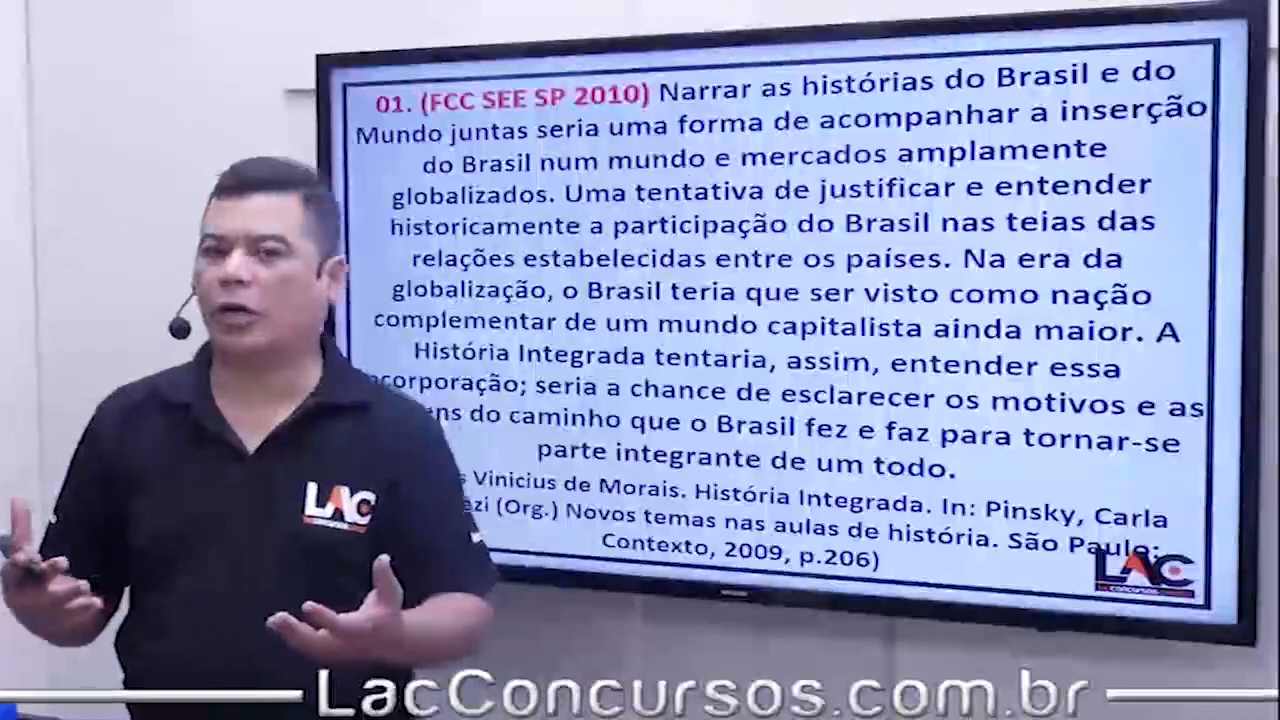 01. (FCC SEE SP 2010) Narrar as histórias do Brasil e do
Mundo juntas seria uma forma de acompanhar a inserção
do Brasil num mundo e mercados amplamente
globalizados. Uma tentativa de justificar e entender
historicamente a participação do Brasil nas teias das
relações estabelecidas entre os países. Na era da
globalização, o Brasil teria que ser visto como nação
complementar de um mundo capitalista ainda maior. A
História Integrada tentaria, assim, entender essa
corporação; seria a chance de esclarecer os motivos e as
do caminho que o Brasil fez e faz para tornar-se
parte integrante de um todo.
Vinicius de Morais. História Integrada. In: Pinsky, Carla
(Org.) Novos temas nas aulas de história. São Paulo:
Contexto, 2009, p.206)
LAC
CONCURSOS
LAC
LacConcursos.com.br